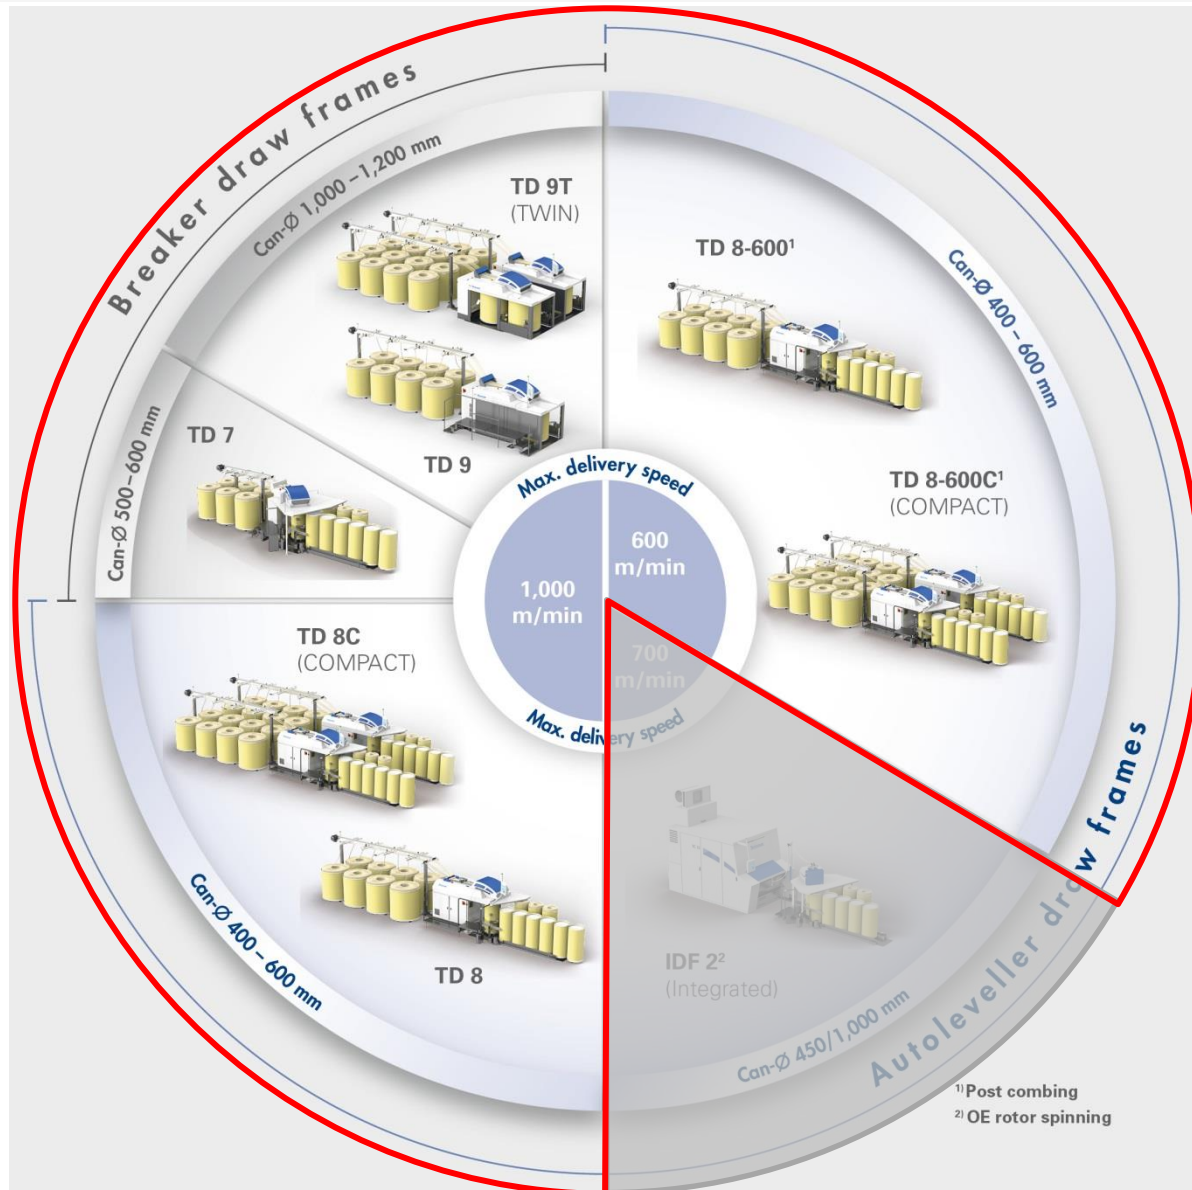 Breaker draw frames
Can-Ø 1,000 – 1,200 mm
TD 9T
(TWIN)
TD 9
Can-Ø 500 – 600 mm
TD 7
TD 8-600¹
Can-Ø 400 – 600 mm
TD 8-600C¹
(COMPACT)
Max. delivery speed
600
m/min
1,000
m/min
700
m/min
Max. delivery speed
TD 8C
(COMPACT)
TD 8
Can-Ø 400 – 600 mm
IDF 2²
(Integrated)
Can-Ø 450/1,000 mm
Autoleveller draw frames
¹⁾ Post combing
²⁾ OE rotor spinning